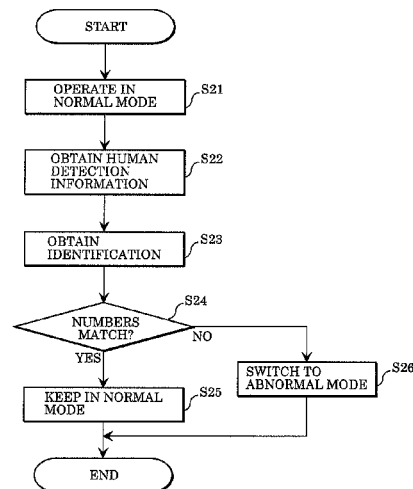 START
OPERATE IN
NORMAL MODE
S21
OBTAIN HUMAN
DETECTION
INFORMATION
S22
OBTAIN
IDENTIFICATION
S23
S24
NUMBERS
MATCH?
NO
YES
KEEP IN NORMAL
MODE
S25
SWITCH TO
ABNORMAL MODE
S26
END